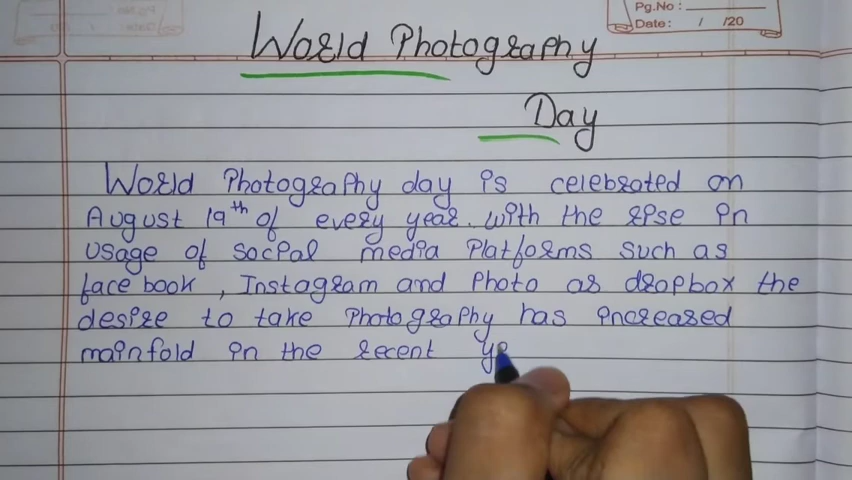 Pg.No :
Date: / /20
World Photography
Day
World Photography day is celebrated on
August 19th of every year. with the rise in
usage of social media Platforms such as
face book , Instagram and Photo as dropbox the
desire to take Photography has increased
mainfold in the recent ye